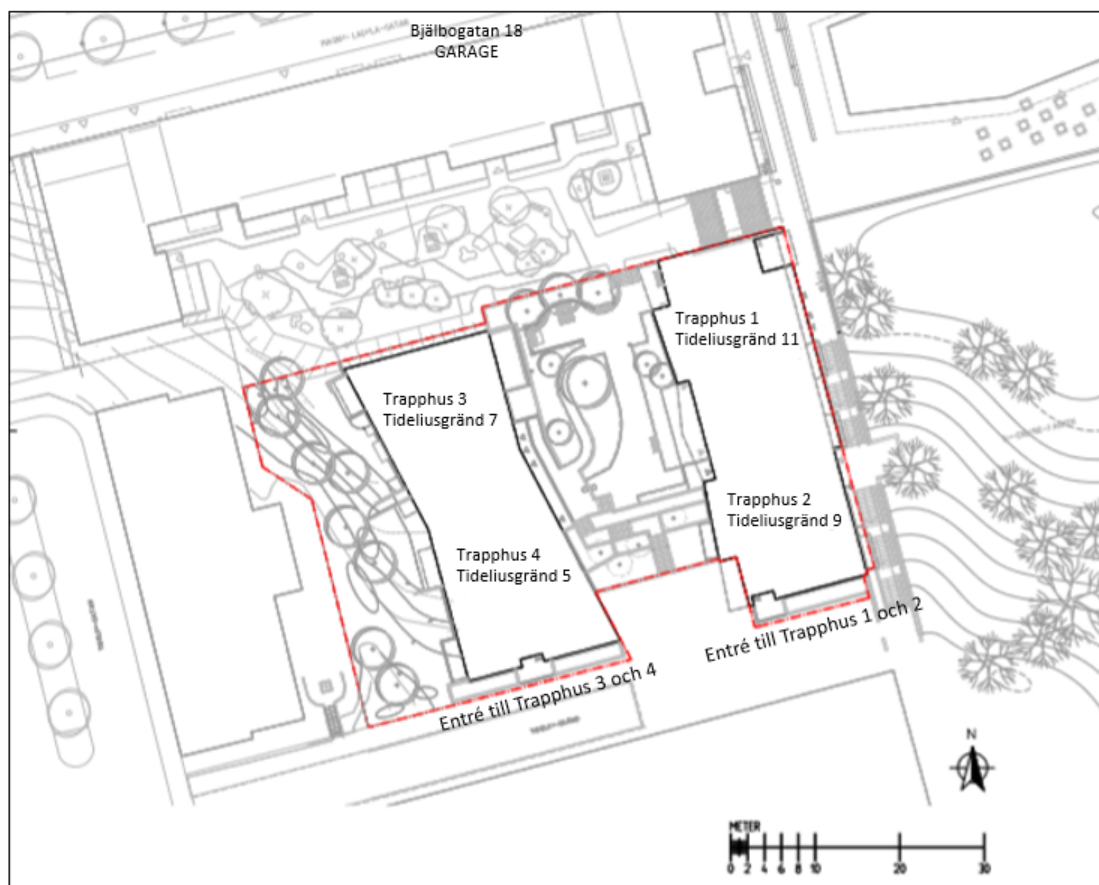 Bjälbogatan 18
GARAGE
Trapphus 1
Tideliusgränd 11
Trapphus 3
Tideliusgränd 7
Trapphus 2
Tideliusgränd 9
Trapphus 4
Tideliusgränd 5
Entré till Trapphus 1 och 2
Entré till Trapphus 3 och 4
N
METER
0 2 4 6 8 10 20 30